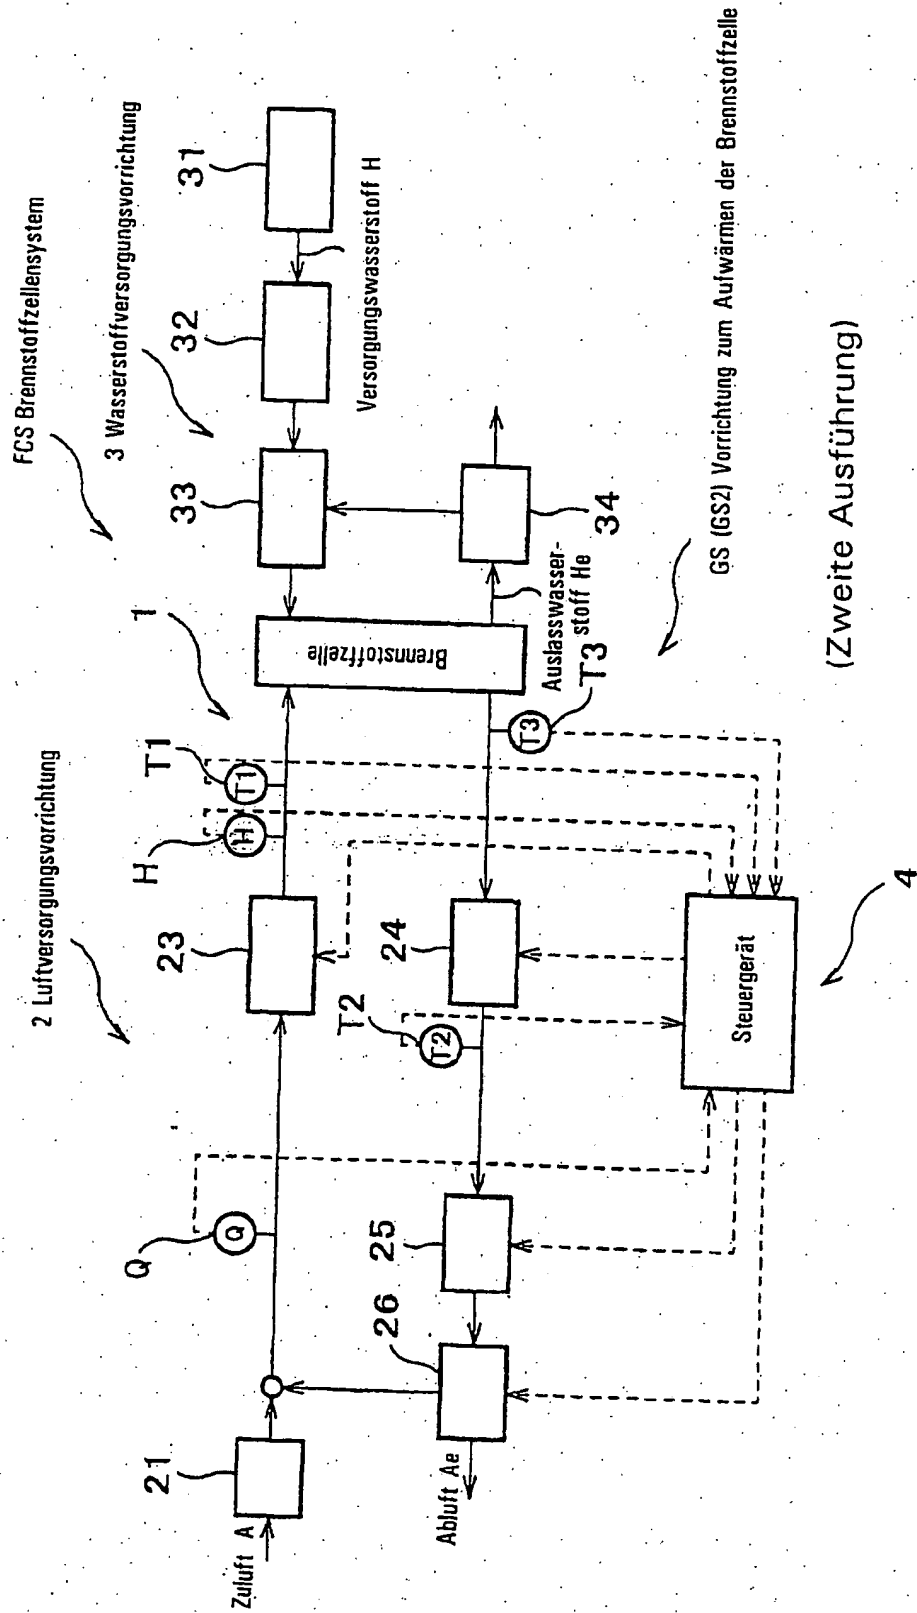 FCS Brennstoffzellensystem
2 Luftversorgungsvorrichtung
3 Wasserstoffversorgungsvorrichtung
1
Zuluft A
21
Q
Q
23
H
H
T1
T1
Brennstoffzelle
33
32
31
Versorgungswasserstoff H
Abluft Ae
26
25
T2
T2
24
T3
T3
Auslasswasser-
stoff He
34
Steuergerät
4
GS (GS2) Vorrichtung zum Aufwärmen der Brennstoffzelle
(Zweite Ausführung)